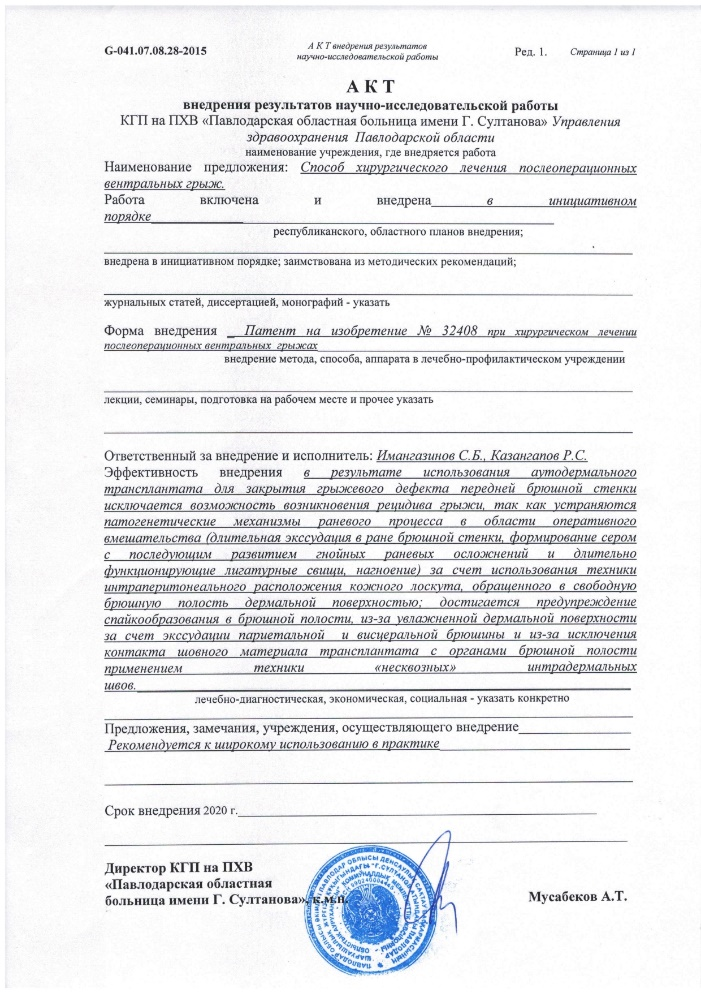 G-041.07.08.28-2015
А К Т внедрения результатов
научно-исследовательской работы
Ред. 1.
Страница 1 из 1
А К Т
внедрения результатов научно-исследовательской работы
КГП на ПХВ «Павлодарская областная больница имени Г. Султанова» Управления
здравоохранения Павлодарской области
наименование учреждения, где внедряется работа
Наименование предложения: Способ хирургического лечения послеоперационных
вентральных грыж.
Работа включена и внедрена в инициативном
порядке
республиканского, областного планов внедрения;
внедрена в инициативном порядке; заимствована из методических рекомендаций;
журнальных статей, диссертацией, монографий - указать
Форма внедрения _ Патент на изобретение № 32408 при хирургическом лечении
послеоперационных вентральных грыжах
внедрение метода, способа, аппарата в лечебно-профилактическом учреждении
лекции, семинары, подготовка на рабочем месте и прочее указать
Ответственный за внедрение и исполнитель: Имангазинов С.Б., Казангапов Р.С.
Эффективность внедрения в результате использования аутодермального
трансплантата для закрытия грыжевого дефекта передней брюшной стенки
исключается возможность возникновения рецидива грыжи, так как устраняются
патогенетические механизмы раневого процесса в области оперативного
вмешательства (длительная экссудация в ране брюшной стенки, формирование сером
с последующим развитием гнойных раневых осложнений и длительно
функционирующие лигатурные свищи, нагноение) за счет использования техники
интраперитонеального расположения кожного лоскута, обращенного в свободную
брюшную полость дермальной поверхностью; достигается предупреждение
спайкообразования в брюшной полости, из-за увлажненной дермальной поверхности
за счет экссудации париетальной и висцеральной брюшины и из-за исключения
контакта шовного материала трансплантата с органами брюшной полости
применением техники «несквозных» интрадермальных
швов.
лечебно-диагностическая, экономическая, социальная - указать конкретно
Предложения, замечания, учреждения, осуществляющего внедрение
Рекомендуется к широкому использованию в практике
Срок внедрения 2020 г.
Директор КГП на ПХВ
«Павлодарская областная
больница имени Г. Султанова», к.м.н.
Мусабеков А.Т.